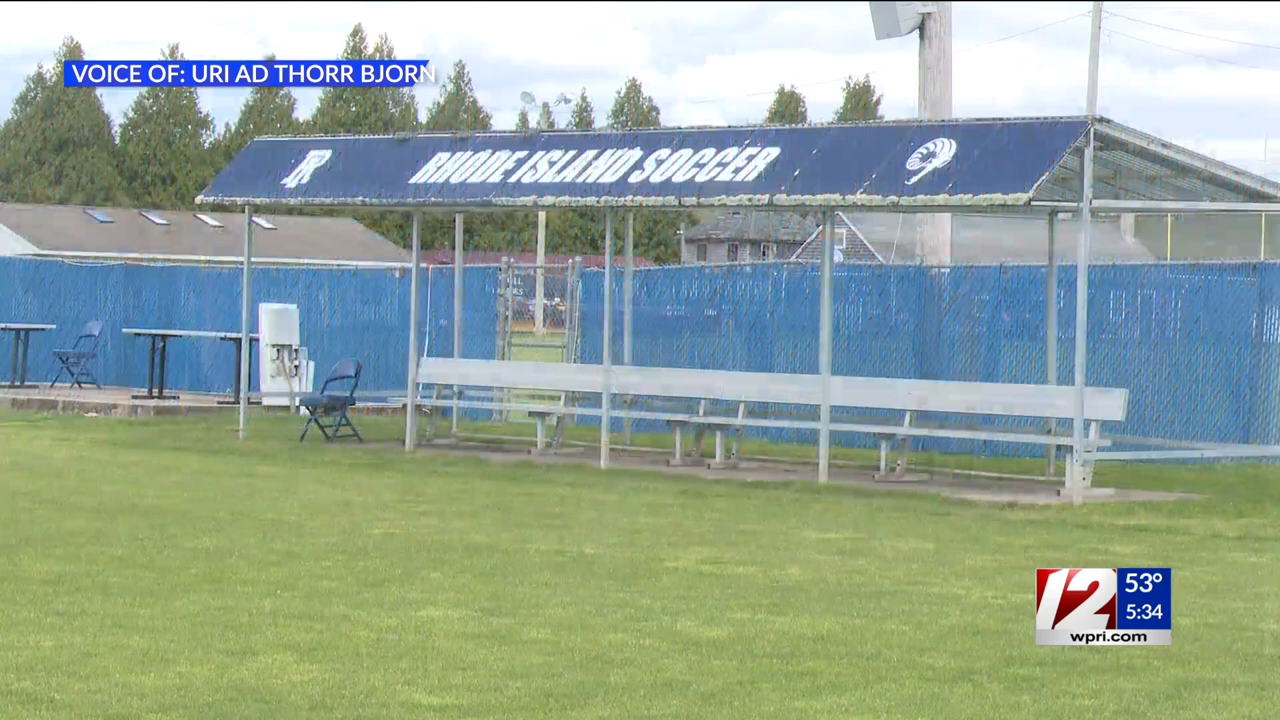 VOICE OF: URI AD THORR BJORN
RHODE ISLAND SOCCER
12
53°
5:34
wpri.com